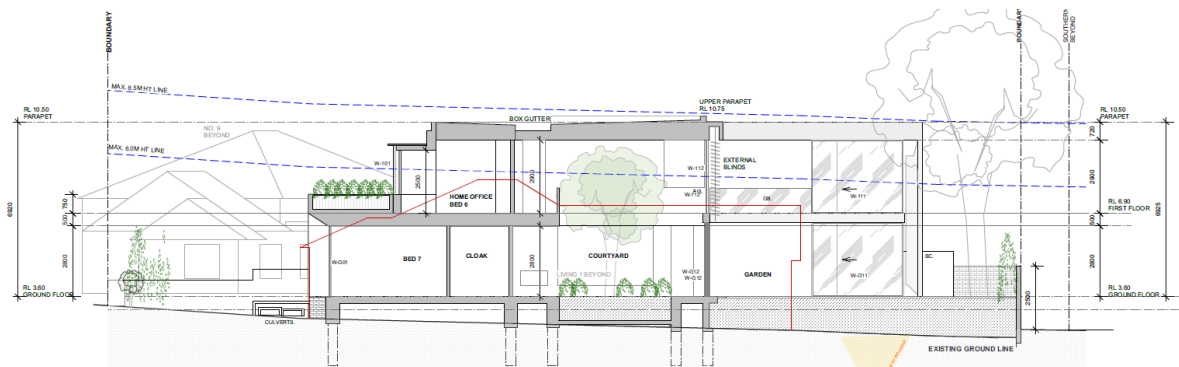 BOUNDARY
BOUNDAR
SOUTHERN
BEYOND
MAX. 8.5M HT LINE
RL 10.50
PARAPET
UPPER PARAPET
RL 10.75
RL 10.50
PARAPET
BOX GUTTER
NO. 9
BEYOND
720
MAX. 6.0M HT LINE
W-101
W-112
EXTERNAL
BLINDS
2500
2900
2900
HOME OFFICE
BED 6
F.G.
W-112
GB.
W-111
750
6920
6925
RL 6.90
FIRST FLOOR
500
500
2800
W-G01
BED 7
CLOAK
2800
COURTYARD
LIVING 1 BEYOND
W-G12
W-G12
GARDEN
W-G11
SC.
2800
RL 3.60
GROUND FLOOR
RL 3.60
GROUND FLOOR
2500
CULVERTS.
EXISTING GROUND LINE